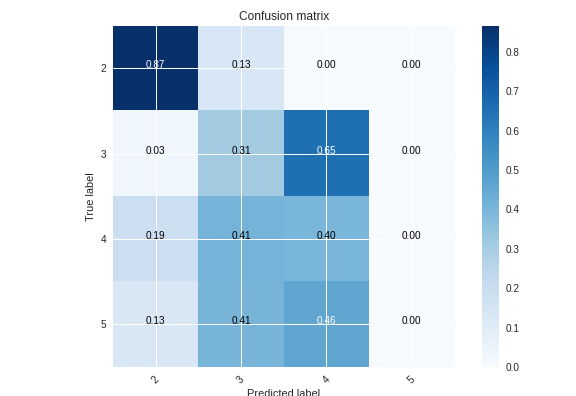 Confusion matrix
True label
2 0.87 0.13 0.00 0.00
3 0.03 0.31 0.65 0.00
4 0.19 0.41 0.40 0.00
5 0.13 0.41 0.46 0.00
2 3 4 5
Predicted label
0.8
0.7
0.6
0.5
0.4
0.3
0.2
0.1
0.0